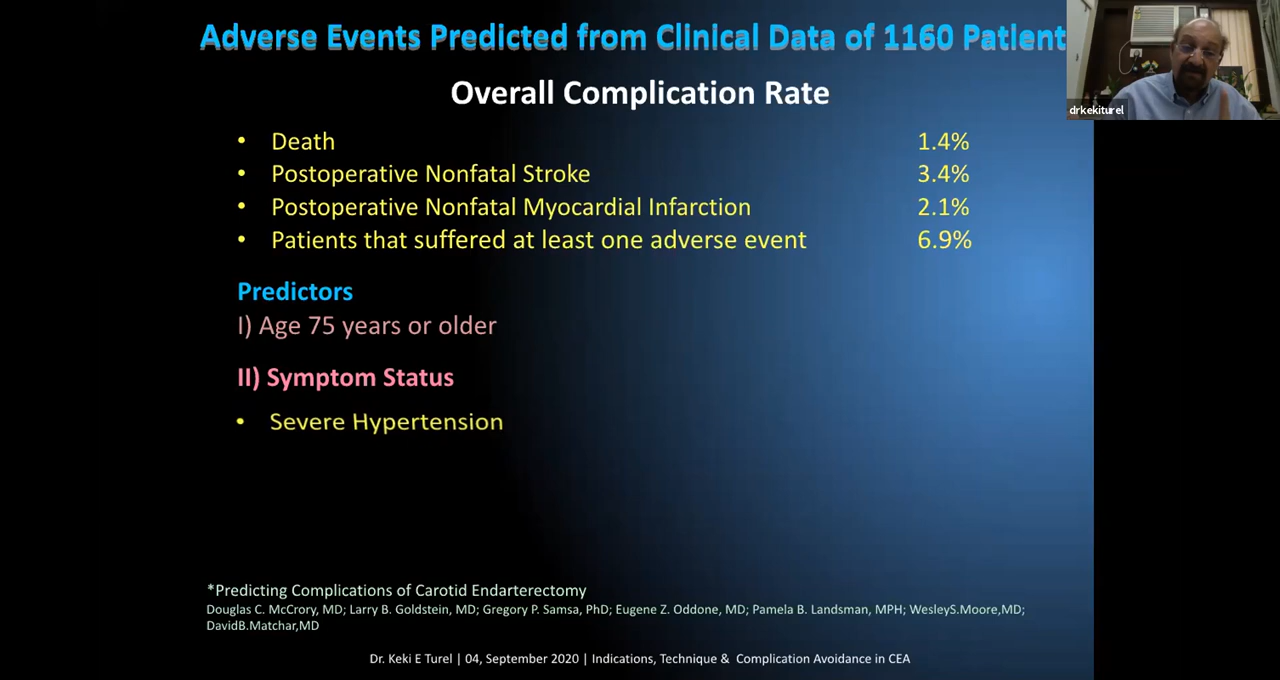 Adverse Events Predicted from Clinical Data of 1160 Patient
drkekiturel
Overall Complication Rate
• Death 1.4%
• Postoperative Nonfatal Stroke 3.4%
• Postoperative Nonfatal Myocardial Infarction 2.1%
• Patients that suffered at least one adverse event 6.9%
Predictors
I) Age 75 years or older
II) Symptom Status
• Severe Hypertension
*Predicting Complications of Carotid Endarterectomy
Douglas C. McCrory, MD; Larry B. Goldstein, MD; Gregory P. Samsa, PhD; Eugene Z. Oddone, MD; Pamela B. Landsman, MPH; WesleyS.Moore,MD;
DavidB.Matchar,MD
Dr. Keki E Turel | 04, September 2020 | Indications, Technique & Complication Avoidance in CEA